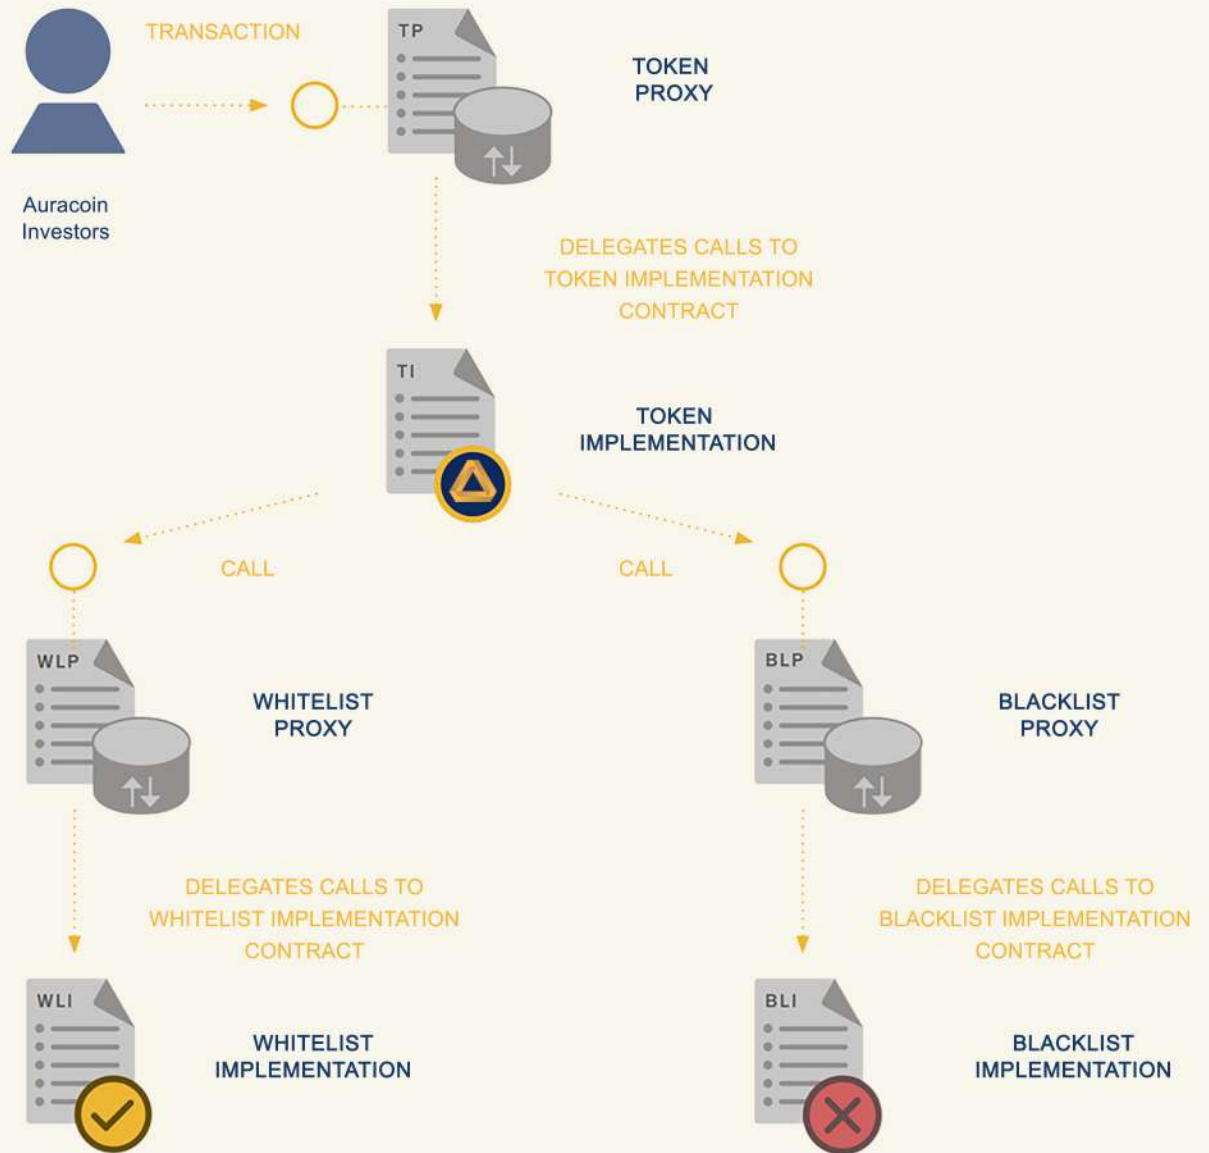 TRANSACTION
TP
TOKEN
PROXY
Auracoin
Investors
DELEGATES CALLS TO
TOKEN IMPLEMENTATION
CONTRACT
TI
TOKEN
IMPLEMENTATION
CALL
CALL
WLP
WHITELIST
PROXY
BLP
BLACKLIST
PROXY
DELEGATES CALLS TO
WHITELIST IMPLEMENTATION
CONTRACT
DELEGATES CALLS TO
BLACKLIST IMPLEMENTATION
CONTRACT
WLI
WHITELIST
IMPLEMENTATION
BLI
BLACKLIST
IMPLEMENTATION